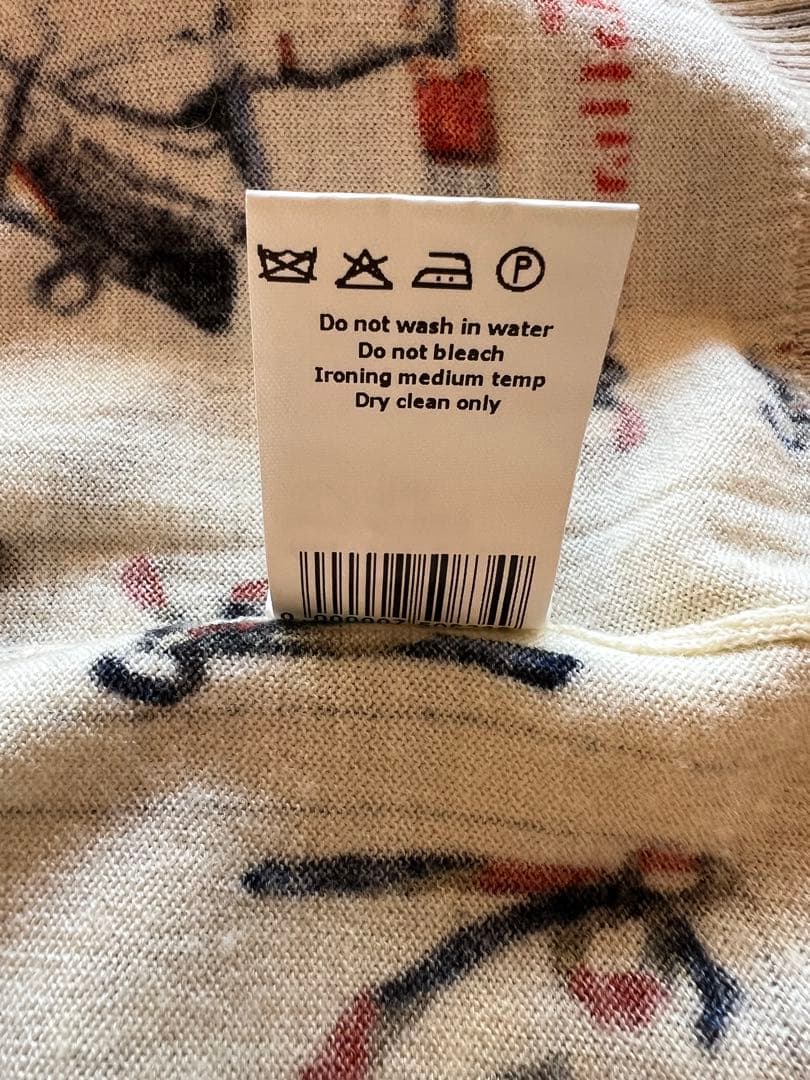 P
Do not wash in water
Do not bleach
Ironing medium temp
Dry clean only